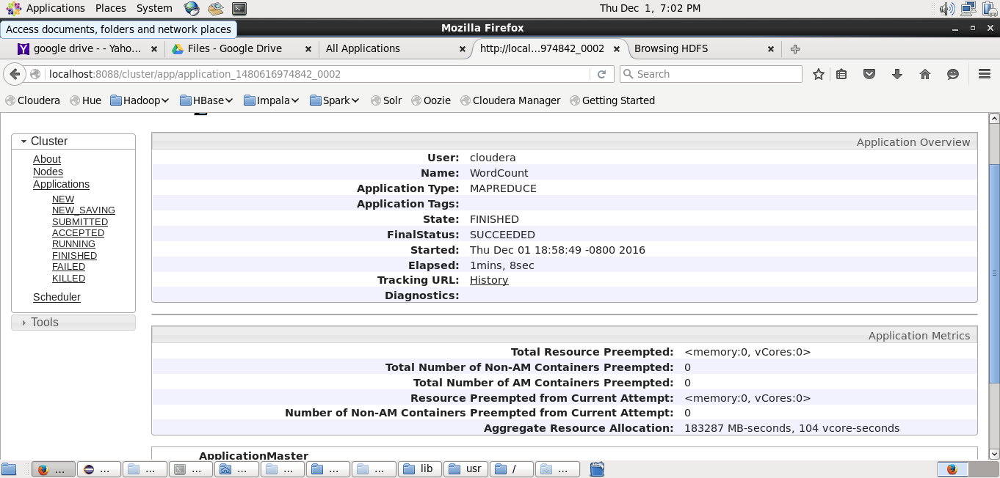 Applications Places System Thu Dec 1, 7:02 PM
Access documents, folders and network places Mozilla Firefox
google drive - - Yaho... × Files - Google Drive × All Applications × http://local...974842_0002 × Browsing HDFS ×
localhost:8088/cluster/app/application_1480616974842_0002 Search
Cloudera Hue Hadoop HBase Impala Spark Solr Oozie Cloudera Manager Getting Started
Cluster
About
Nodes
Applications
NEW
NEW_SAVING
SUBMITTED
ACCEPTED
RUNNING
FINISHED
FAILED
KILLED
Scheduler
Tools
Application Overview
User: cloudera
Name: WordCount
Application Type: MAPREDUCE
Application Tags:
State: FINISHED
FinalStatus: SUCCEEDED
Started: Thu Dec 01 18:58:49 -0800 2016
Elapsed: 1mins, 8sec
Tracking URL: History
Diagnostics:
Application Metrics
Total Resource Preempted: <memory:0, vCores:0>
Total Number of Non-AM Containers Preempted: 0
Total Number of AM Containers Preempted: 0
Resource Preempted from Current Attempt: <memory:0, vCores:0>
Number of Non-AM Containers Preempted from Current Attempt: 0
Aggregate Resource Allocation: 183287 MB-seconds, 104 vcore-seconds
ApplicationMaster
... ... ... ... ... ... ... ... lib usr / ...